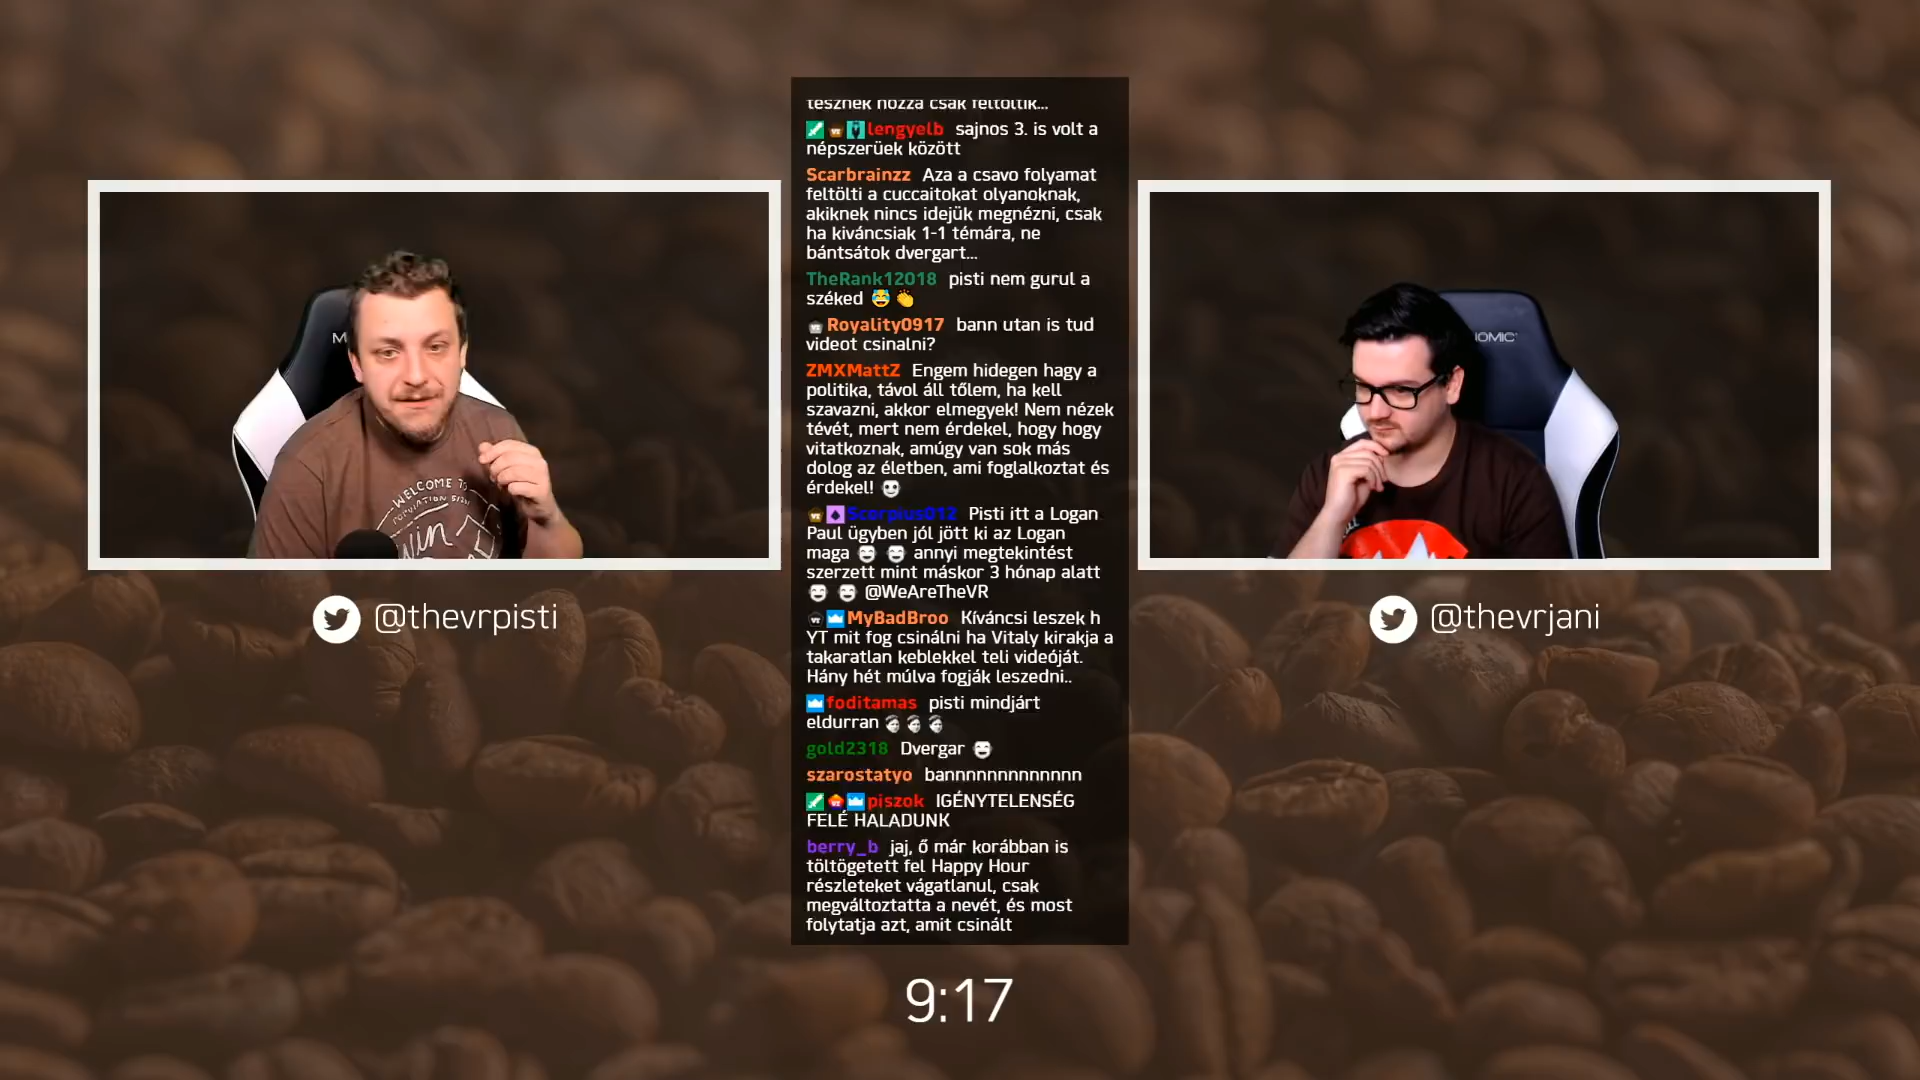 tesznek hozzá csak feltöltik...
lengyelb sajnos 3. is volt a
népszerüek között
Scarbrainzz Aza a csavo folyamat
feltölti a cuccaitokat olyanoknak,
akiknek nincs idejük megnézni, csak
ha kiváncsiak 1-1 témára, ne
bántsátok dvergart...
TheRank12018 pisti nem gurul a
széked 😂 👏
Royality0917 bann utan is tud
videot csinalni?
ZMXMattZ Engem hidegen hagy a
politika, távol áll tőlem, ha kell
szavazni, akkor elmegyek! Nem nézek
tévét, mert nem érdekel, hogy hogy
vitatkoznak, amúgy van sok más
dolog az életben, ami foglalkoztat és
érdekel!
Scorpius012 Pisti itt a Logan
Paul ügyben jól jött ki az Logan
maga annyi megtekintést
szerzett mint máskor 3 hónap alatt
@WeAreTheVR
MyBadBroo Kíváncsi leszek h
YT mit fog csinálni ha Vitaly kirakja a
takaratlan keblekkel teli videóját.
Hány hét múlva fogják leszedni..
foditamas pisti mindjárt
eldurran
gold2318 Dvergar
szarostatyo bannnnnnnnnnnnn
piszok IGÉNYTELENSÉG
FELÉ HALADUNK
berry_b jaj, ő már korábban is
töltögetett fel Happy Hour
részleteket vágatlanul, csak
megváltoztatta a nevét, és most
folytatja azt, amit csinált
WELCOME TO
@thevrpisti
@thevrjani
9:17